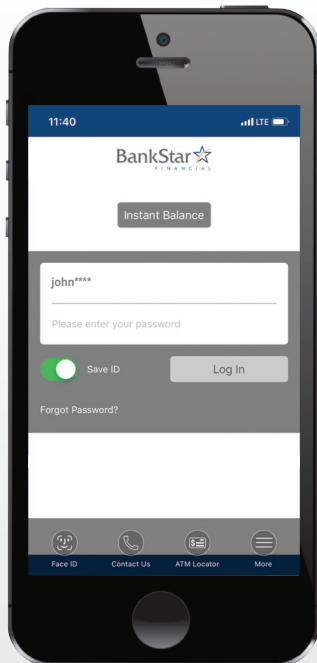 11:40
LTE
BankStar
FINANCIAL
Instant Balance
john****
Please enter your password
Save ID
Log In
Forgot Password?
Face ID
Contact Us
ATM Locator
More